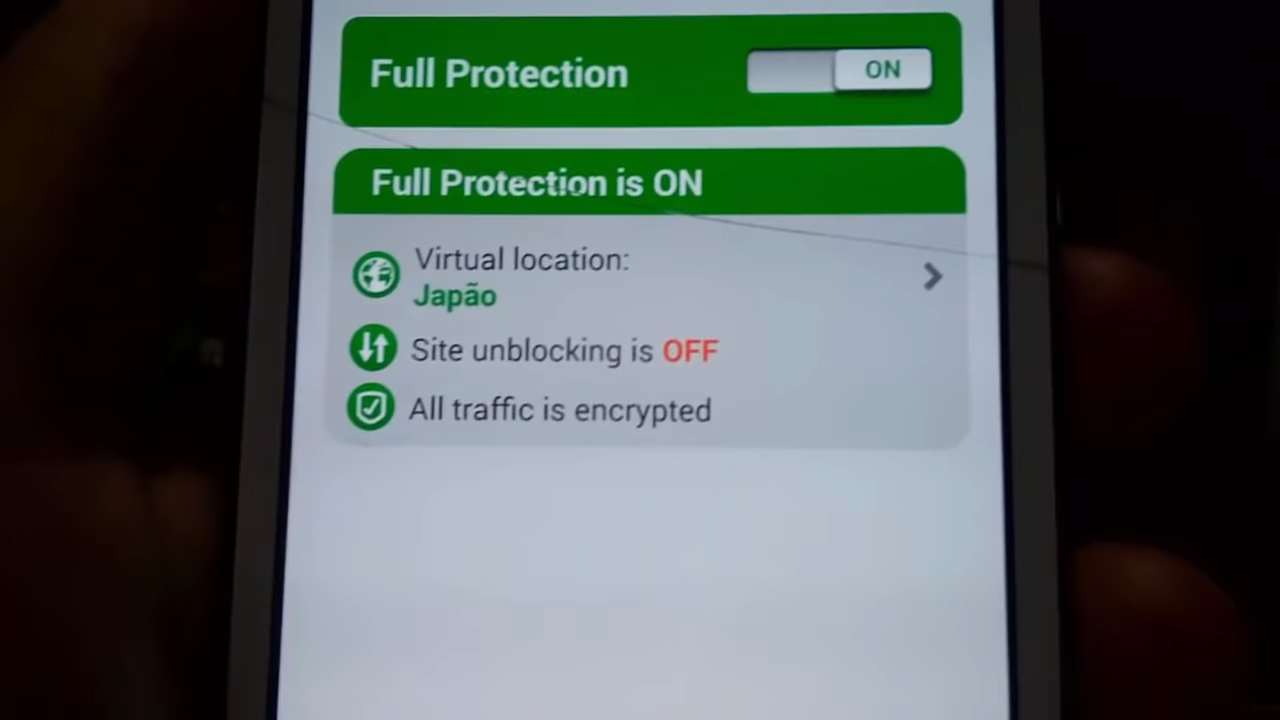 Full Protection
ON
Full Protection is ON
Virtual location:
Japão
Site unblocking is OFF
All traffic is encrypted